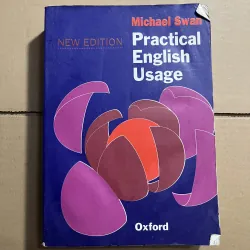 Michael Swan
NEW EDITION
Practical
English
Usage
Oxford